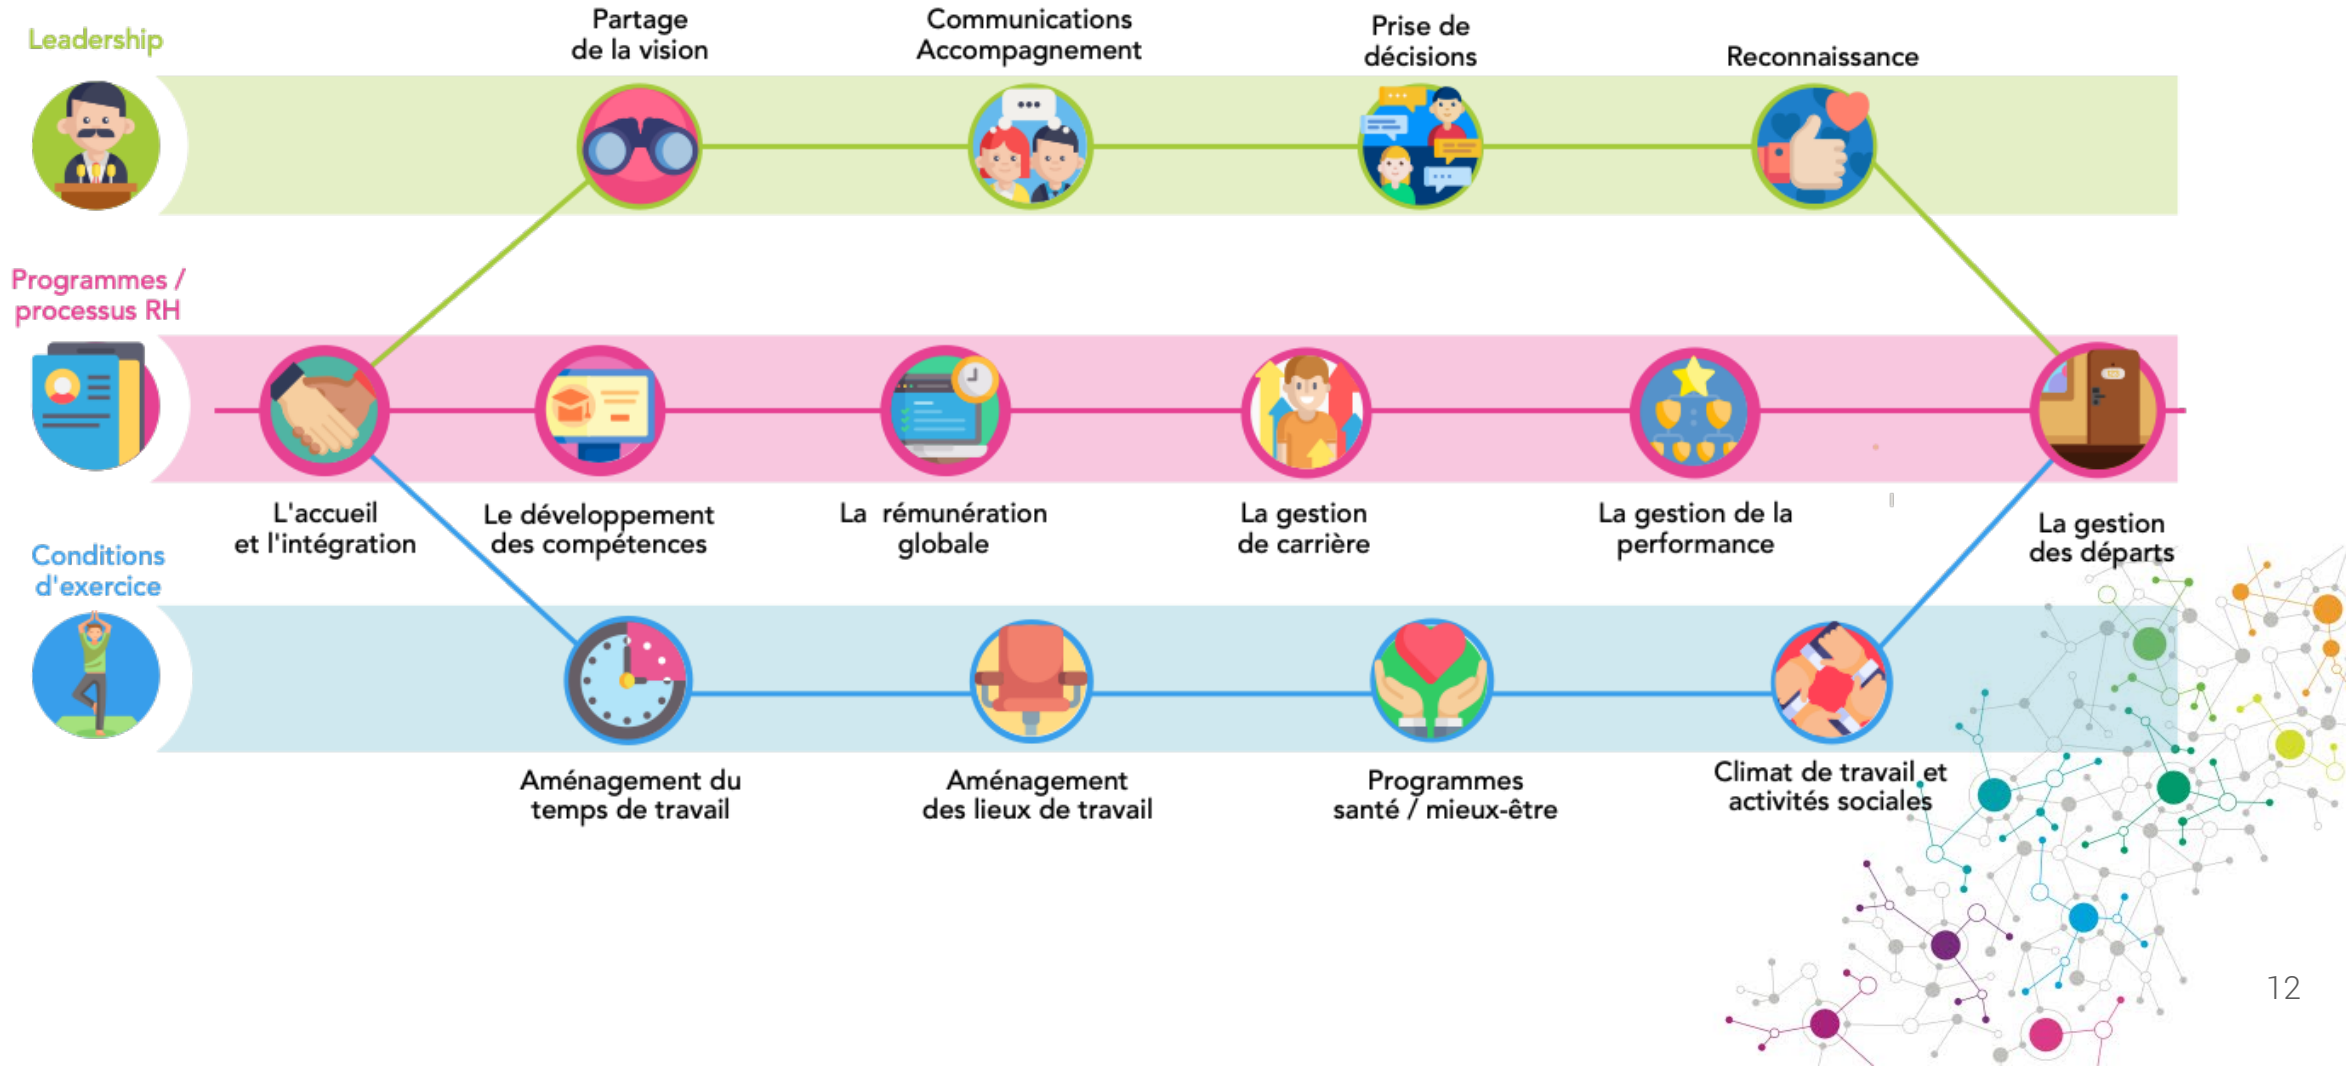 Leadership
Partage
de la vision
Communications
Accompagnement
Prise de
décisions
Reconnaissance
Programmes /
processus RH
L'accueil
et l'intégration
Le développement
des compétences
La rémunération
globale
La gestion
de carrière
La gestion de la
performance
La gestion
des départs
Conditions
d'exercice
Aménagement du
temps de travail
Aménagement
des lieux de travail
Programmes
santé / mieux-être
Climat de travail et
activités sociales
12